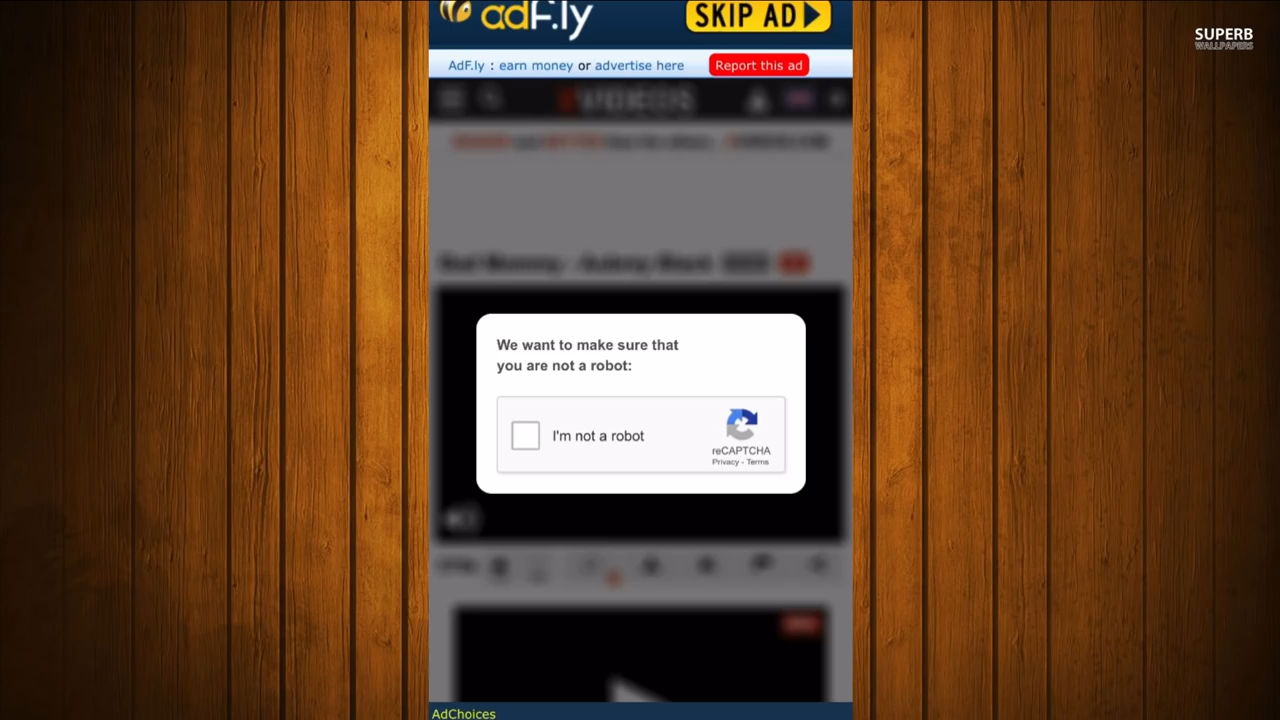 adF.ly
SKIP AD
SUPERB
WALLPAPERS
AdF.ly : earn money or advertise here
Report this ad
VIDEOS
We want to make sure that
you are not a robot:
I'm not a robot
reCAPTCHA
Privacy - Terms
AdChoices